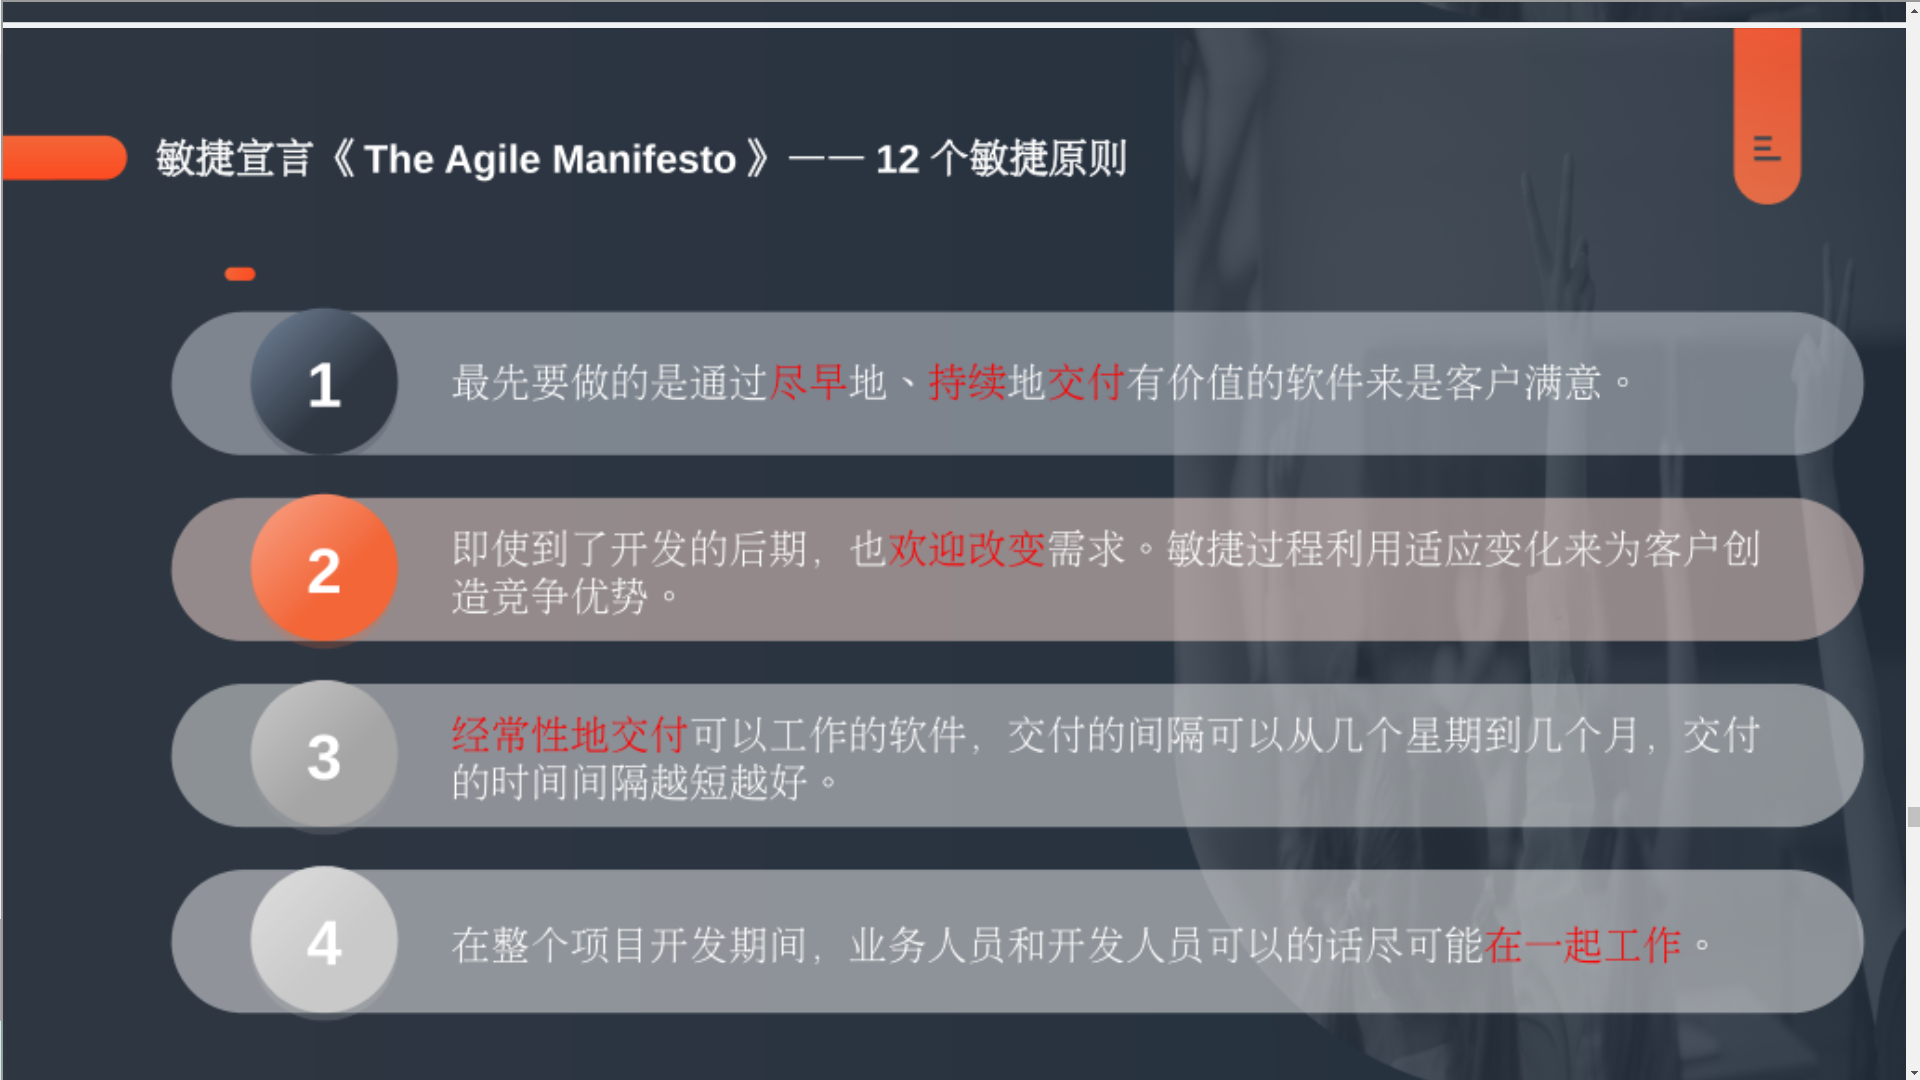 敏捷宣言《 The Agile Manifesto 》—— 12 个敏捷原则
1
最先要做的是通过尽早地、持续地交付有价值的软件来是客户满意。
2
即使到了开发的后期，也欢迎改变需求。敏捷过程利用适应变化来为客户创
造竞争优势。
3
经常性地交付可以工作的软件，交付的间隔可以从几个星期到几个月，交付
的时间间隔越短越好。
4
在整个项目开发期间，业务人员和开发人员可以的话尽可能在一起工作。